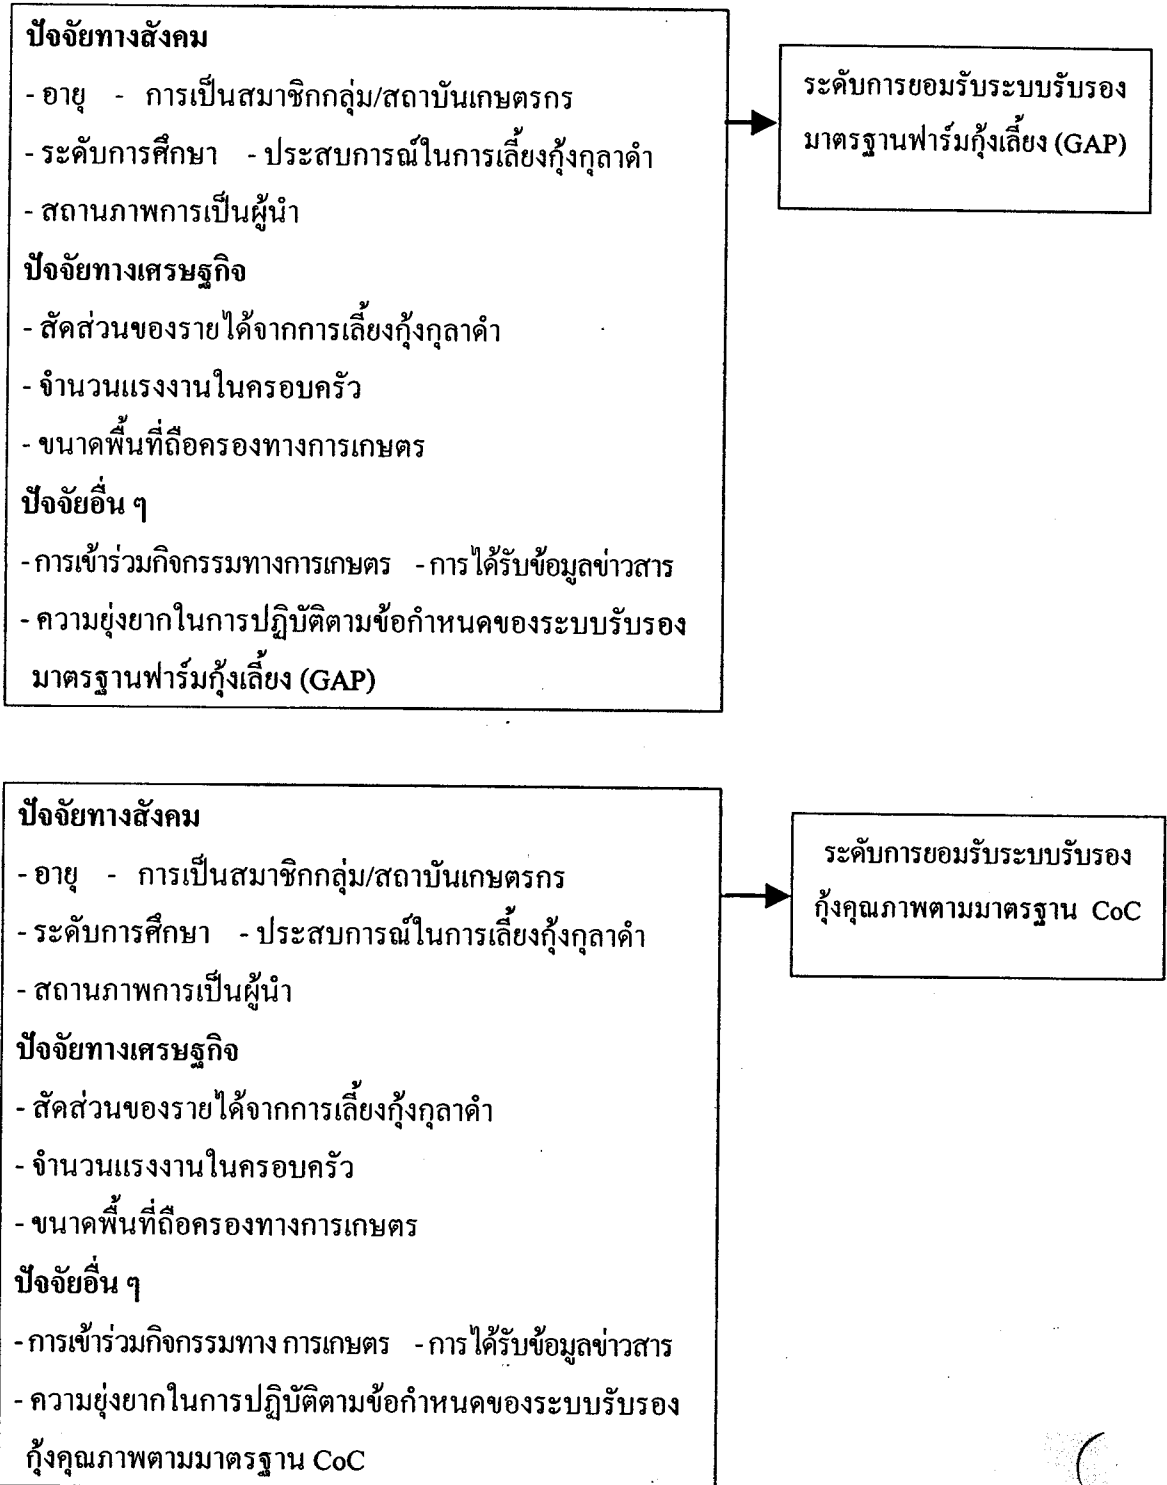 ปัจจัยทางสังคม
- อายุ - การเป็นสมาชิกกลุ่ม/สถาบันเกษตรกร
- ระดับการศึกษา - ประสบการณ์ในการเลี้ยงกุ้งกุลาดำ
- สถานภาพการเป็นผู้นำ
ปัจจัยทางเศรษฐกิจ
- สัดส่วนของรายได้จากการเลี้ยงกุ้งกุลาดำ
- จำนวนแรงงานในครอบครัว
- ขนาดพื้นที่ถือครองทางการเกษตร
ปัจจัยอื่น ๆ
- การเข้าร่วมกิจกรรมทางการเกษตร - การได้รับข้อมูลข่าวสาร
- ความยุ่งยากในการปฏิบัติตามข้อกำหนดของระบบรับรอง
มาตรฐานฟาร์มกุ้งเลี้ยง (GAP)
ระดับการยอมรับระบบรับรอง
มาตรฐานฟาร์มกุ้งเลี้ยง (GAP)
ปัจจัยทางสังคม
- อายุ - การเป็นสมาชิกกลุ่ม/สถาบันเกษตรกร
- ระดับการศึกษา - ประสบการณ์ในการเลี้ยงกุ้งกุลาดำ
- สถานภาพการเป็นผู้นำ
ปัจจัยทางเศรษฐกิจ
- สัดส่วนของรายได้จากการเลี้ยงกุ้งกุลาดำ
- จำนวนแรงงานในครอบครัว
- ขนาดพื้นที่ถือครองทางการเกษตร
ปัจจัยอื่น ๆ
- การเข้าร่วมกิจกรรมทาง การเกษตร - การได้รับข้อมูลข่าวสาร
- ความยุ่งยากในการปฏิบัติตามข้อกำหนดของระบบรับรอง
กุ้งคุณภาพตามมาตรฐาน CoC
ระดับการยอมรับระบบรับรอง
กุ้งคุณภาพตามมาตรฐาน CoC